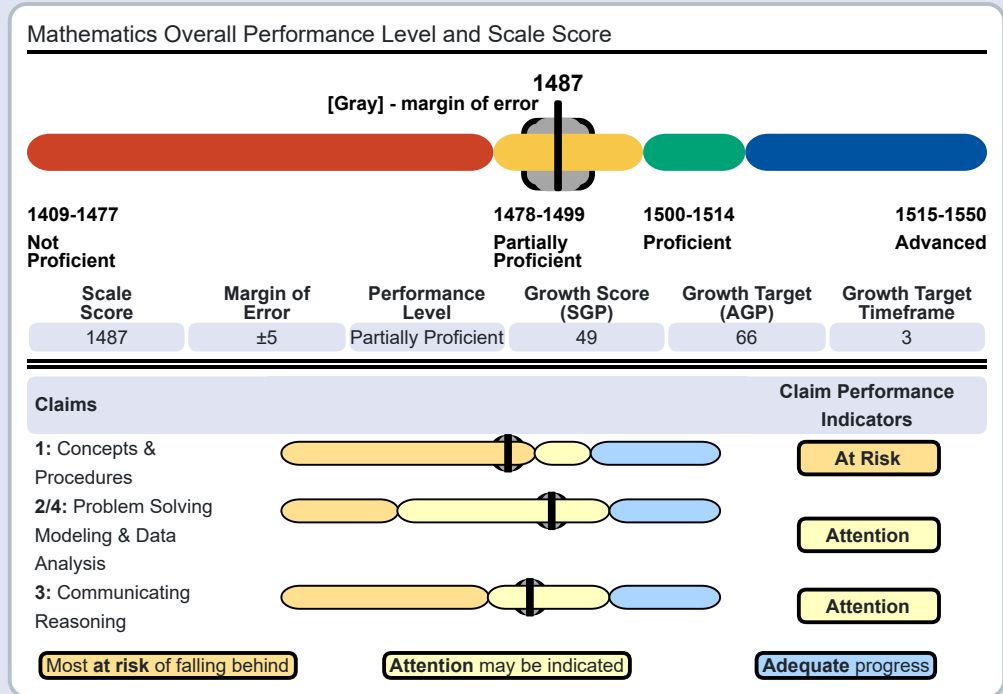 Mathematics Overall Performance Level and Scale Score
1487
[Gray] - margin of error
1409-1477 1478-1499 1500-1514 1515-1550
Not Partially Proficient Advanced
Proficient Proficient
Scale Margin of Performance Growth Score Growth Target Growth Target
Score Error Level (SGP) (AGP) Timeframe
1487 ±5 Partially Proficient 49 66 3
Claims
Claim Performance
Indicators
1: Concepts &
Procedures
At Risk
2/4: Problem Solving
Modeling & Data
Analysis
Attention
3: Communicating
Reasoning
Attention
Most at risk of falling behind Attention may be indicated Adequate progress